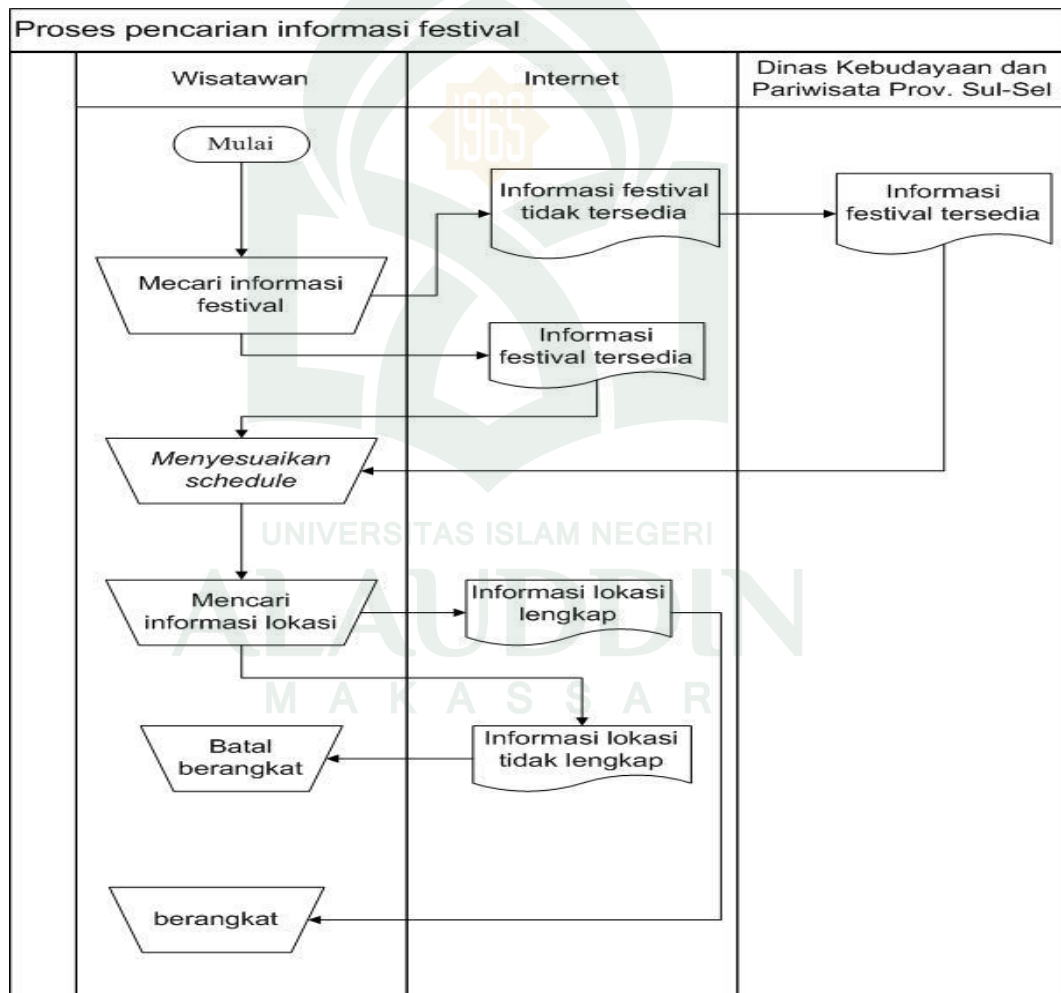 Proses pencarian informasi festival
Wisatawan
Internet
Dinas Kebudayaan dan
Pariwisata Prov. Sul-Sel
Mulai
1965
Informasi festival
tidak tersedia
Informasi
festival tersedia
Mecari informasi
festival
Informasi
festival tersedia
Menyesuaikan
schedule
UNIVERSITAS ISLAM NEGERI
ALAUDDIN
MAKASSAR
Mencari
informasi lokasi
Informasi lokasi
lengkap
Batal
berangkat
Informasi lokasi
tidak lengkap
berangkat